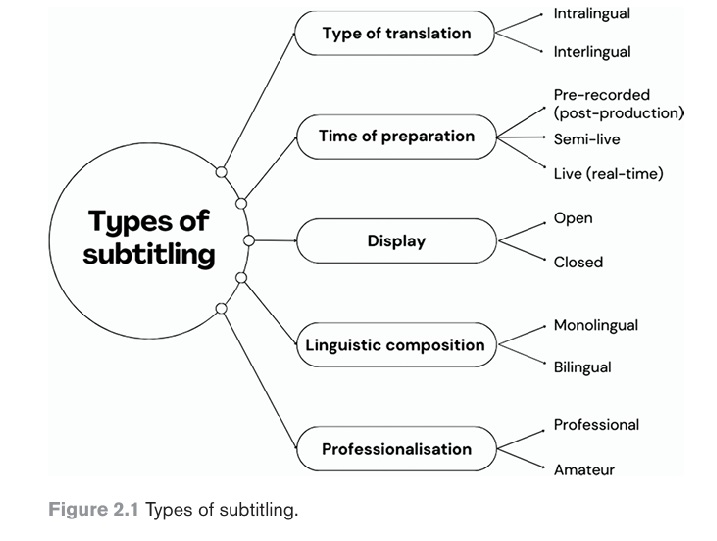 Types of
subtitling
Type of translation
Intralingual
Interlingual
Time of preparation
Pre-recorded
(post-production)
Semi-live
Live (real-time)
Display
Open
Closed
Linguistic composition
Monolingual
Bilingual
Professionalisation
Professional
Amateur
Figure 2.1 Types of subtitling.